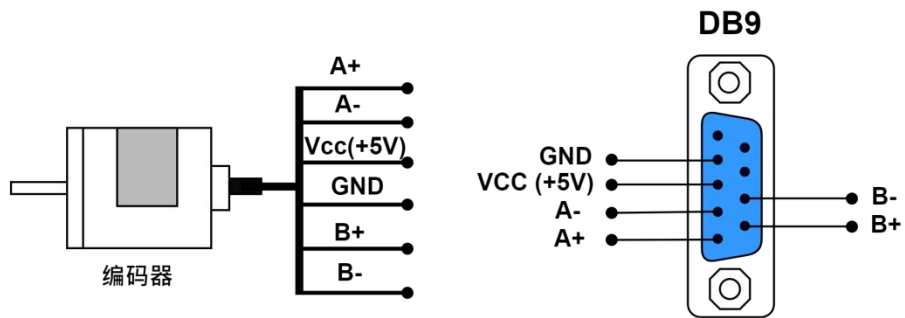 A+
A-
Vcc(+5V)
GND
B+
B-
编码器
DB9
GND
VCC (+5V)
A-
A+
B-
B+